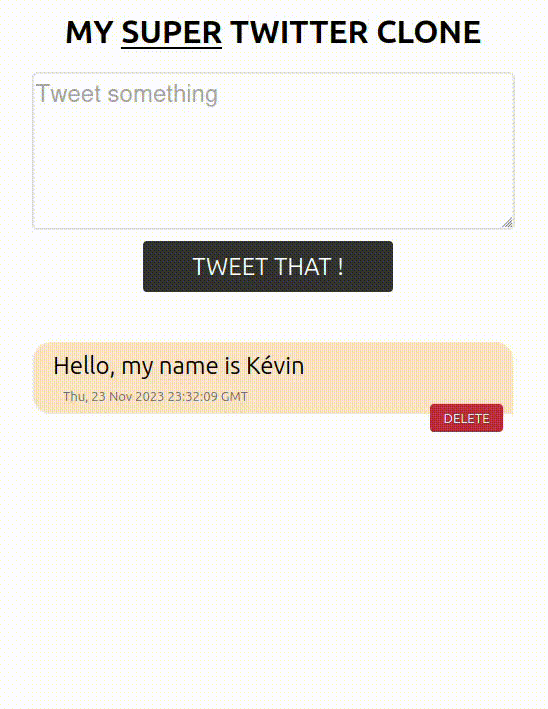 MY SUPER TWITTER CLONE
Tweet something
TWEET THAT !
Hello, my name is Kévin
Thu, 23 Nov 2023 23:32:09 GMT
DELETE